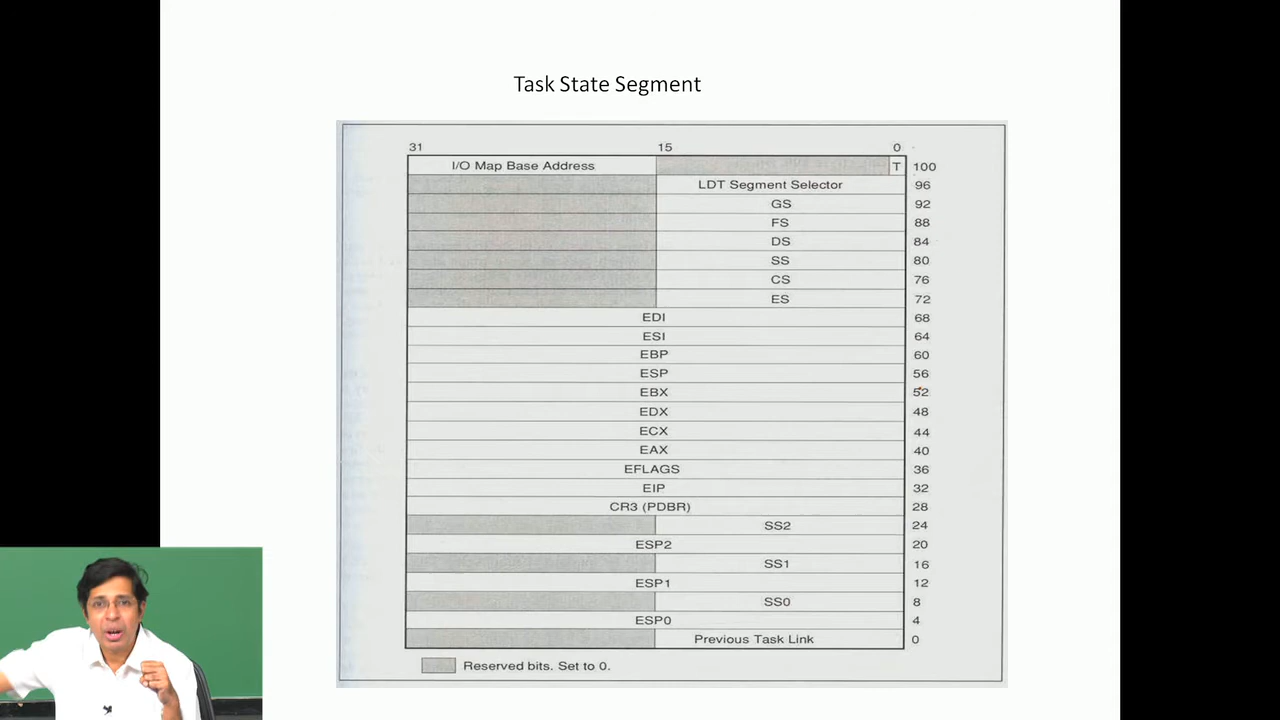 Task State Segment
31 15 0
I/O Map Base Address T 100
LDT Segment Selector 96
GS 92
FS 88
DS 84
SS 80
CS 76
ES 72
EDI 68
ESI 64
EBP 60
ESP 56
EBX 52
EDX 48
ECX 44
EAX 40
EFLAGS 36
EIP 32
CR3 (PDBR) 28
SS2 24
ESP2 20
SS1 16
ESP1 12
SS0 8
ESP0 4
Previous Task Link 0
Reserved bits. Set to 0.